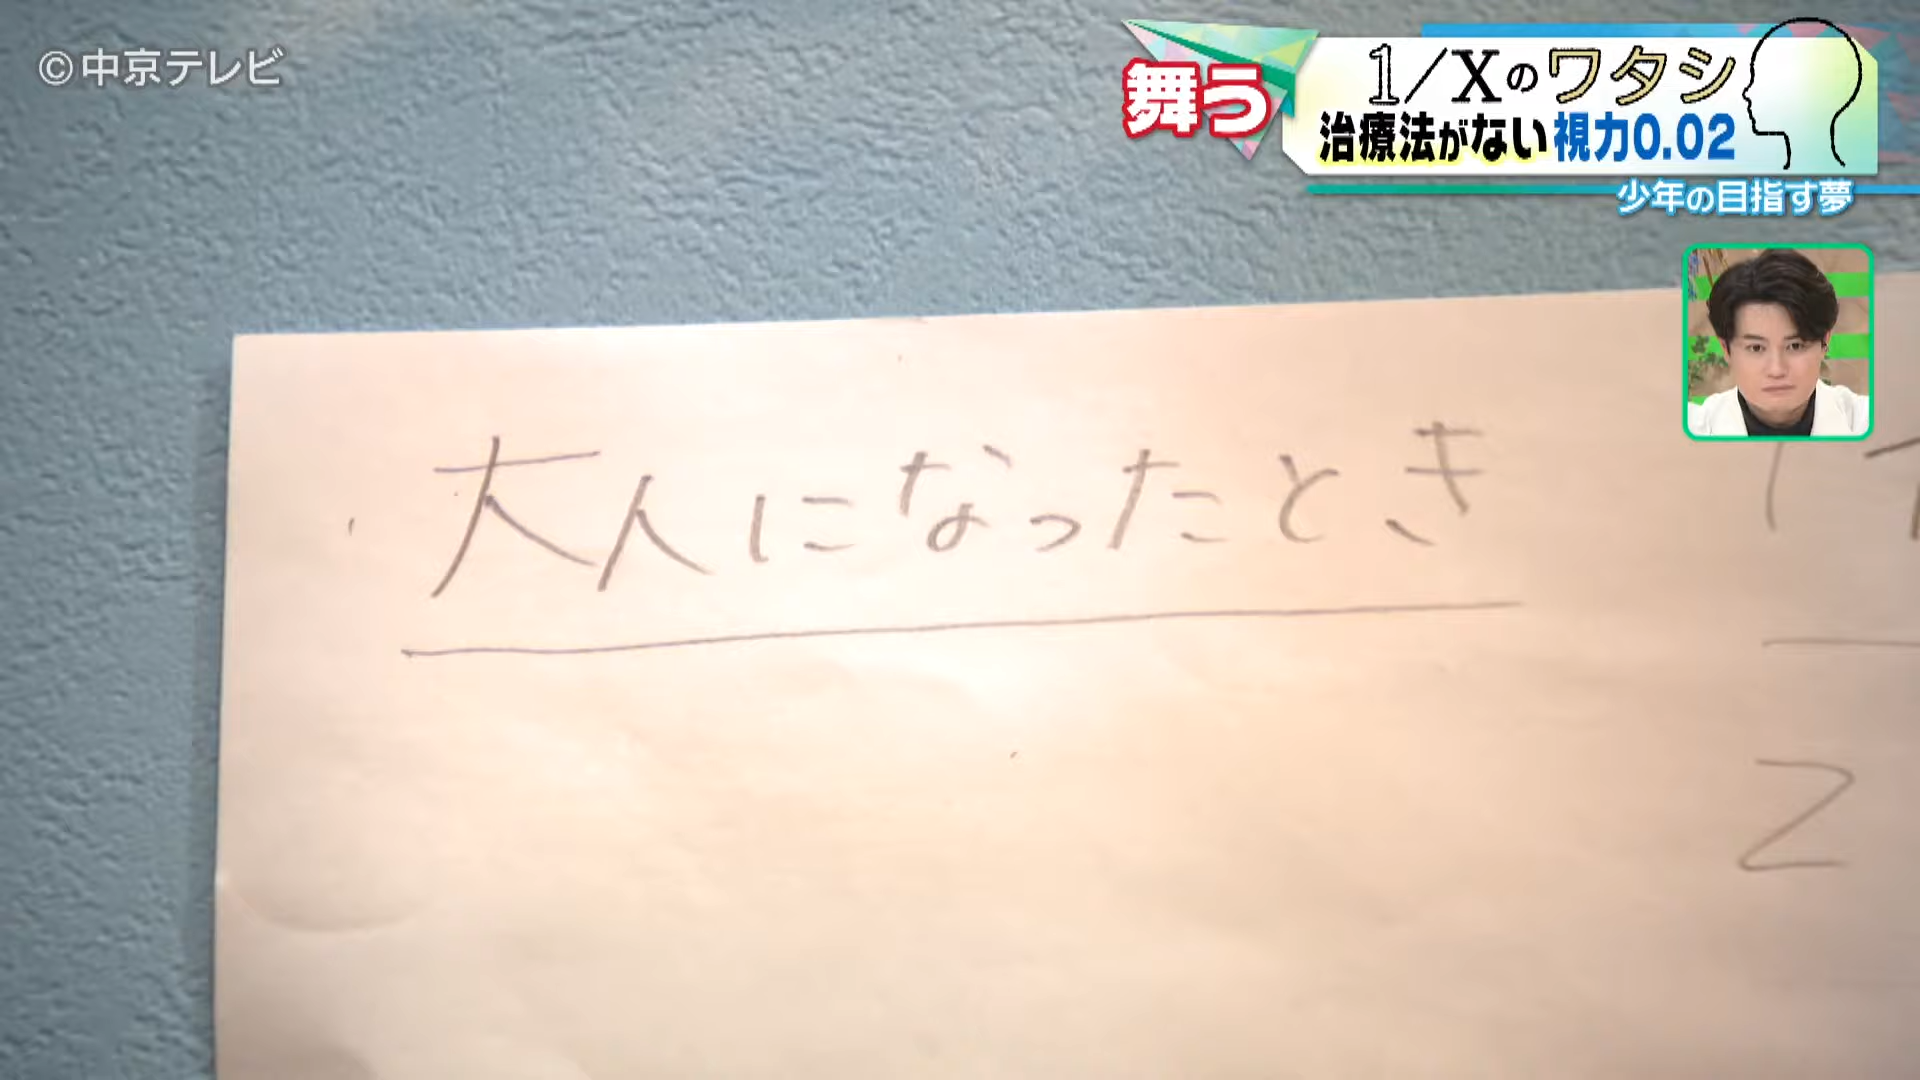 ©中京テレビ
舞う
1/Xのワタシ
治療法がない視力0.02
少年の目指す夢
大人になったとき